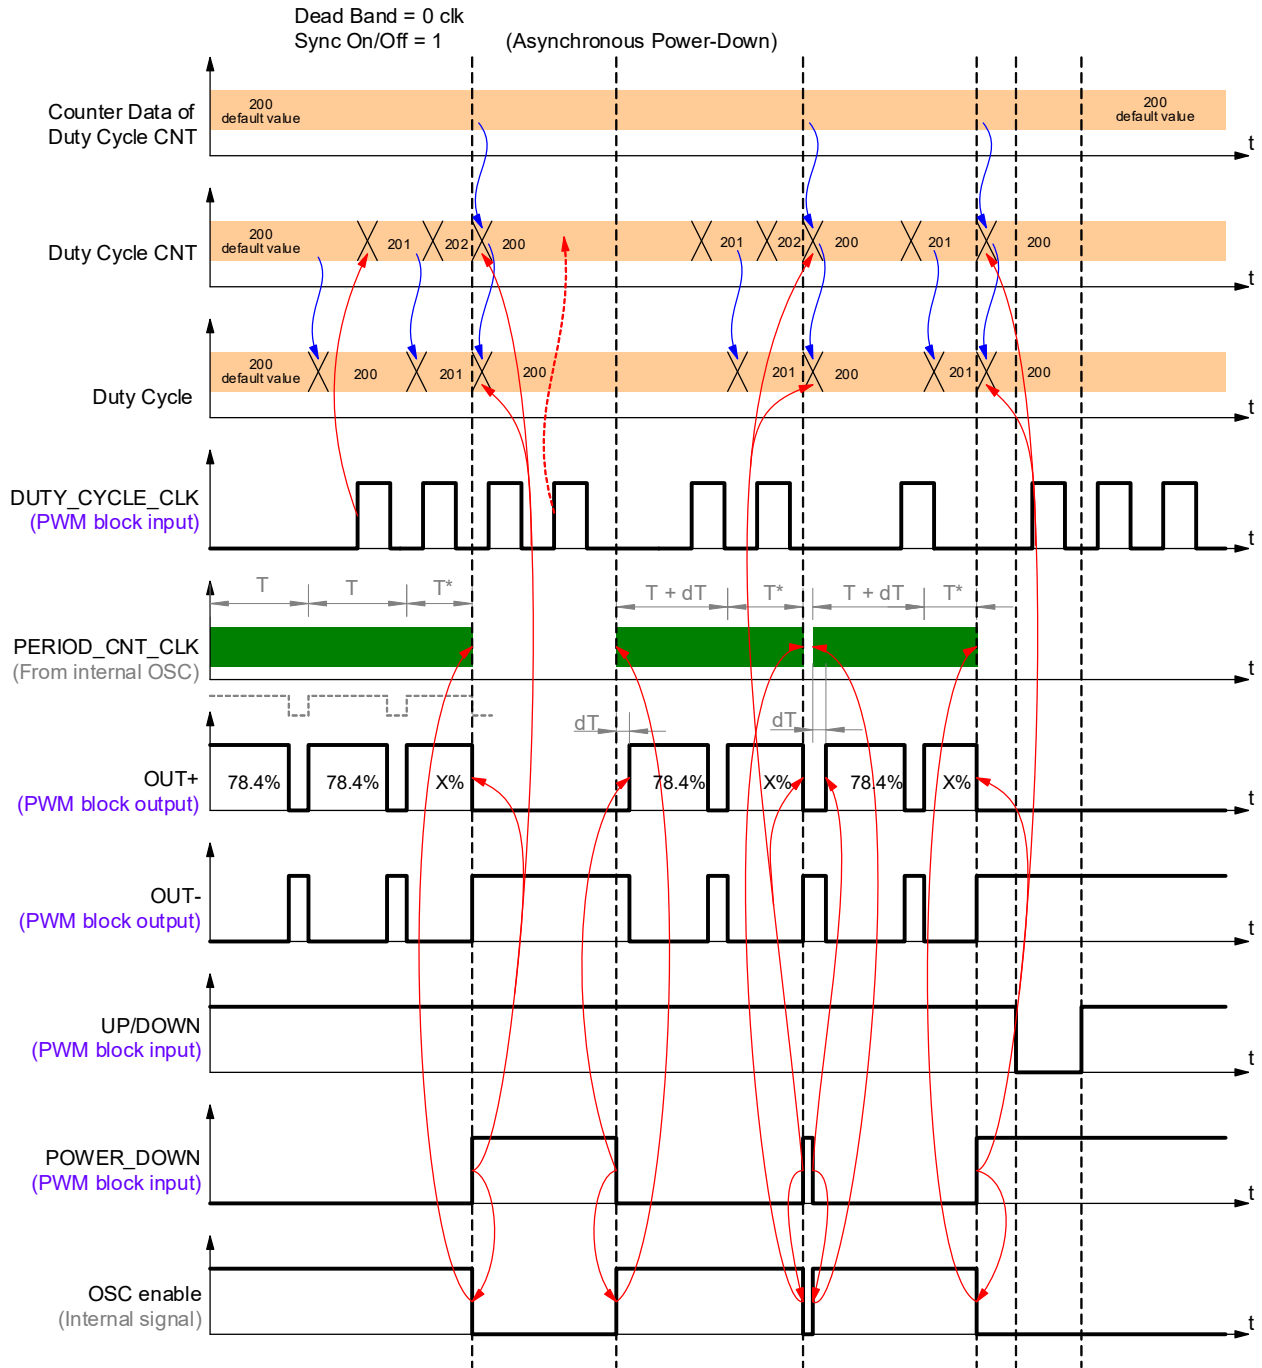 Dead Band = 0 clk
Sync On/Off = 1 (Asynchronous Power-Down)
Counter Data of
Duty Cycle CNT
200
default value
200
default value
t
Duty Cycle CNT
200
default value
201
202
200
201
202
200
201
200
t
Duty Cycle
200
default value
200
201
200
201
200
201
200
t
DUTY_CYCLE_CLK
(PWM block input)
t
T
T
T*
T + dT
T*
T + dT
T*
PERIOD_CNT_CLK
(From internal OSC)
t
dT
dT
OUT+
(PWM block output)
78.4%
78.4%
X%
78.4%
X%
78.4%
X%
t
OUT-
(PWM block output)
t
UP/DOWN
(PWM block input)
t
POWER_DOWN
(PWM block input)
t
OSC enable
(Internal signal)
t